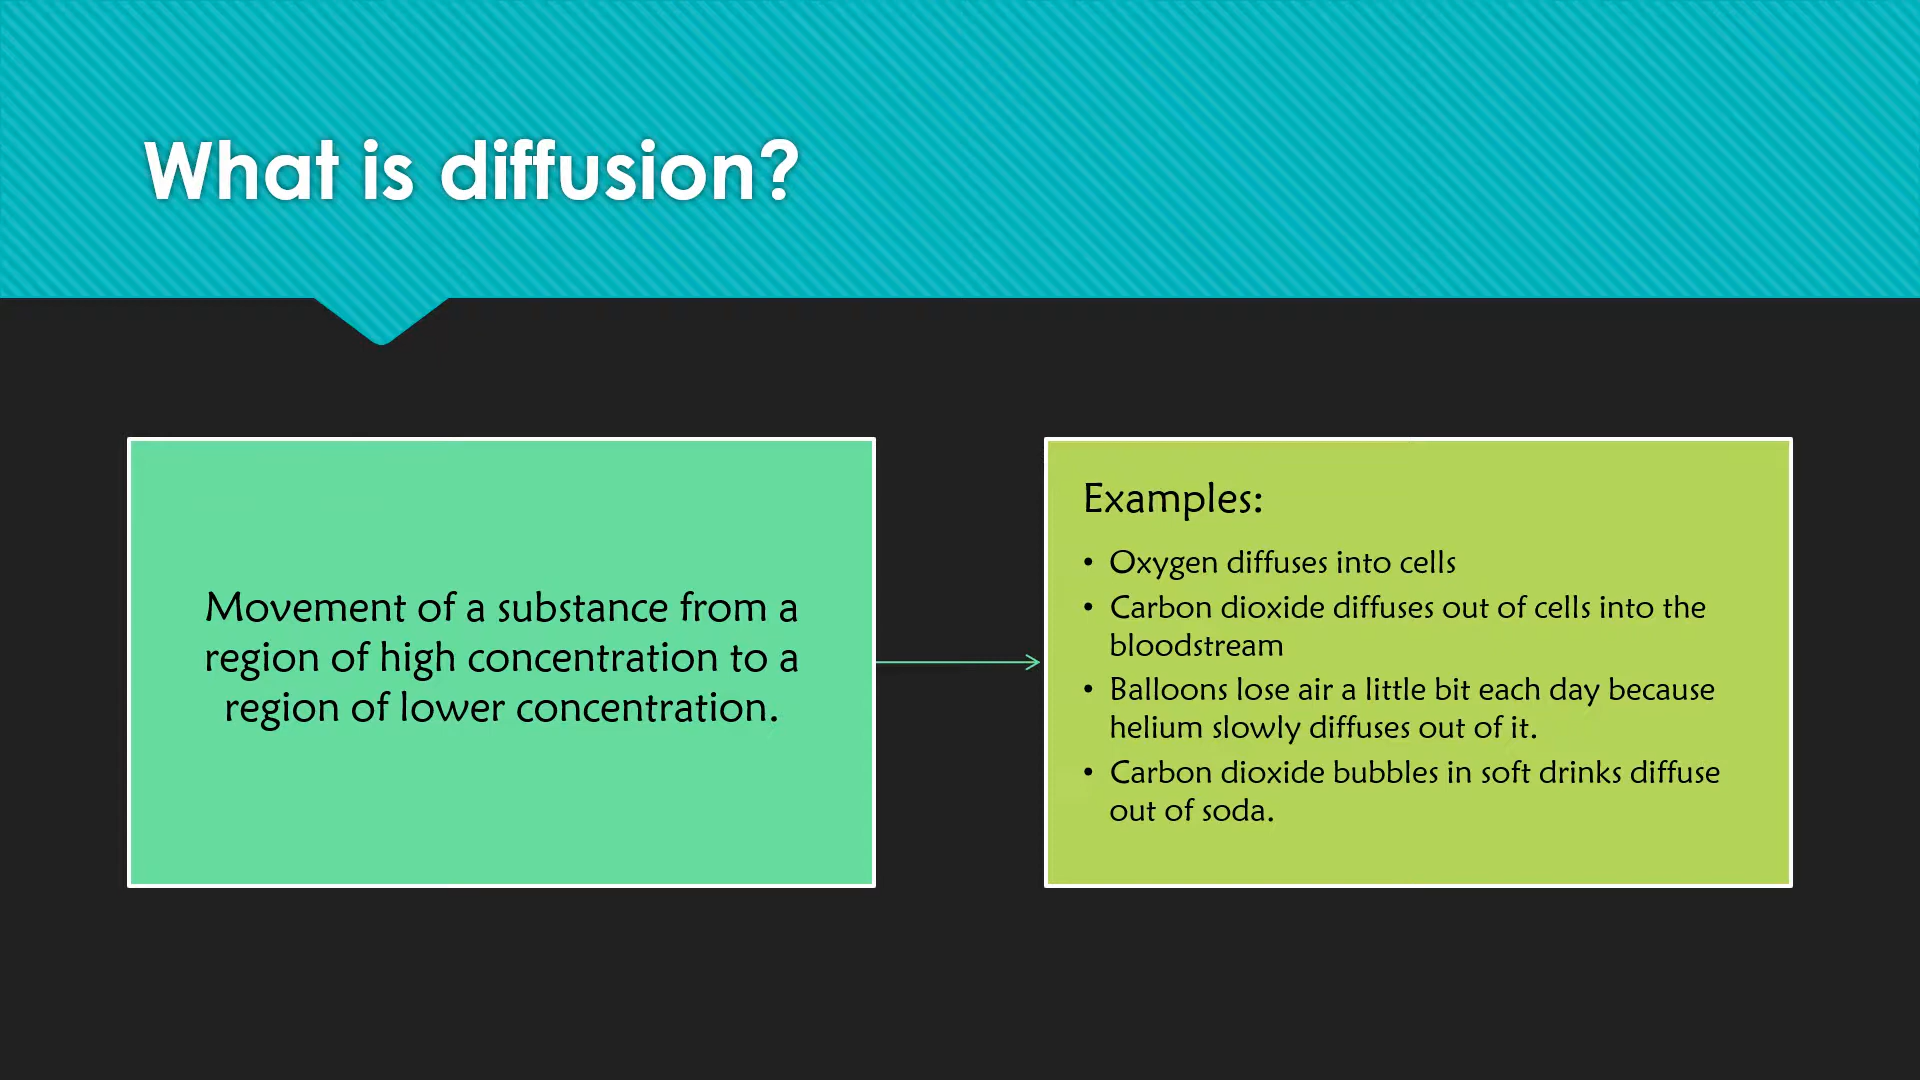 What is diffusion?
Movement of a substance from a
region of high concentration to a
region of lower concentration.
Examples:
• Oxygen diffuses into cells
• Carbon dioxide diffuses out of cells into the
bloodstream
• Balloons lose air a little bit each day because
helium slowly diffuses out of it.
• Carbon dioxide bubbles in soft drinks diffuse
out of soda.